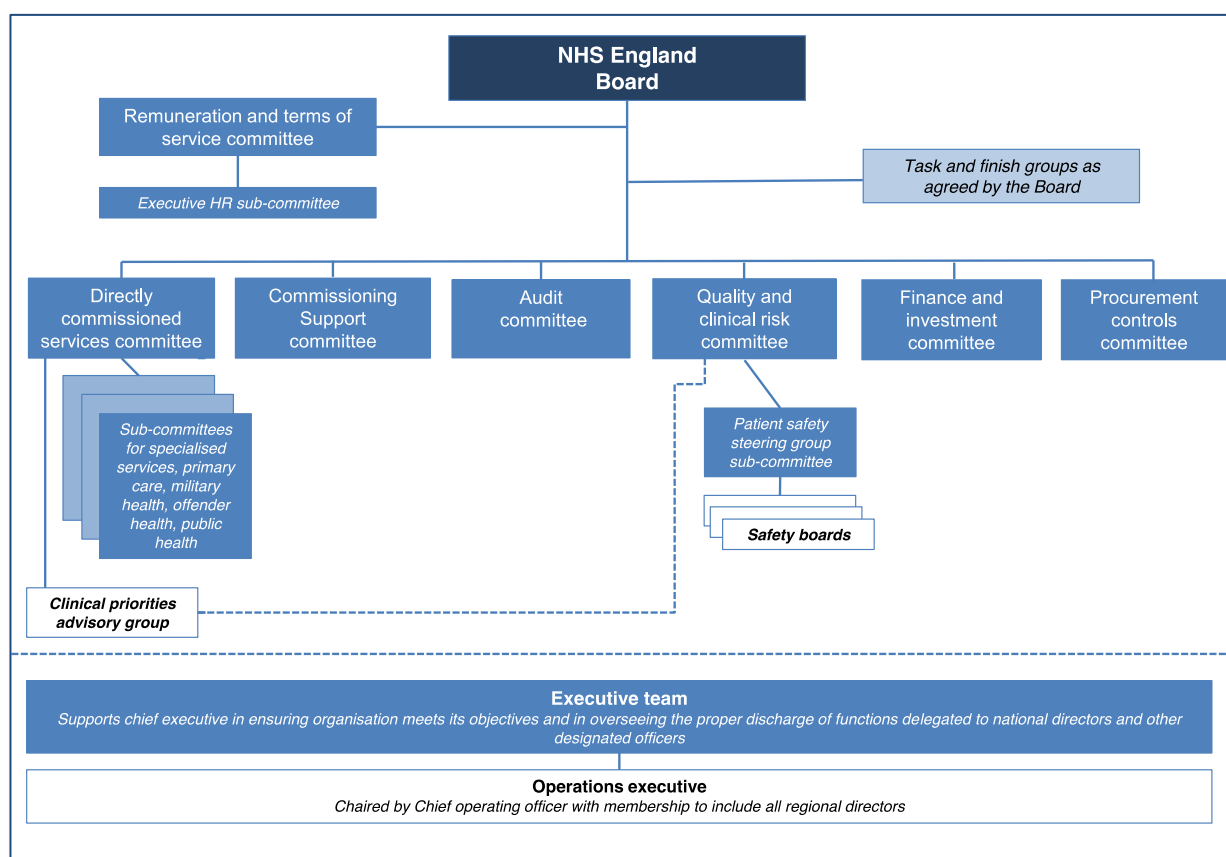 NHS England
Board
Remuneration and terms of
service committee
Task and finish groups as
agreed by the Board
Executive HR sub-committee
Directly
commissioned
services committee
Commissioning
Support
committee
Audit
committee
Quality and
clinical risk
committee
Finance and
investment
committee
Procurement
controls
committee
Sub-committees
for specialised
services, primary
care, military
health, offender
health, public
health
Patient safety
steering group
sub-committee
Safety boards
Clinical priorities
advisory group
Executive team
Supports chief executive in ensuring organisation meets its objectives and in overseeing the proper discharge of functions delegated to national directors and other
designated officers
Operations executive
Chaired by Chief operating officer with membership to include all regional directors